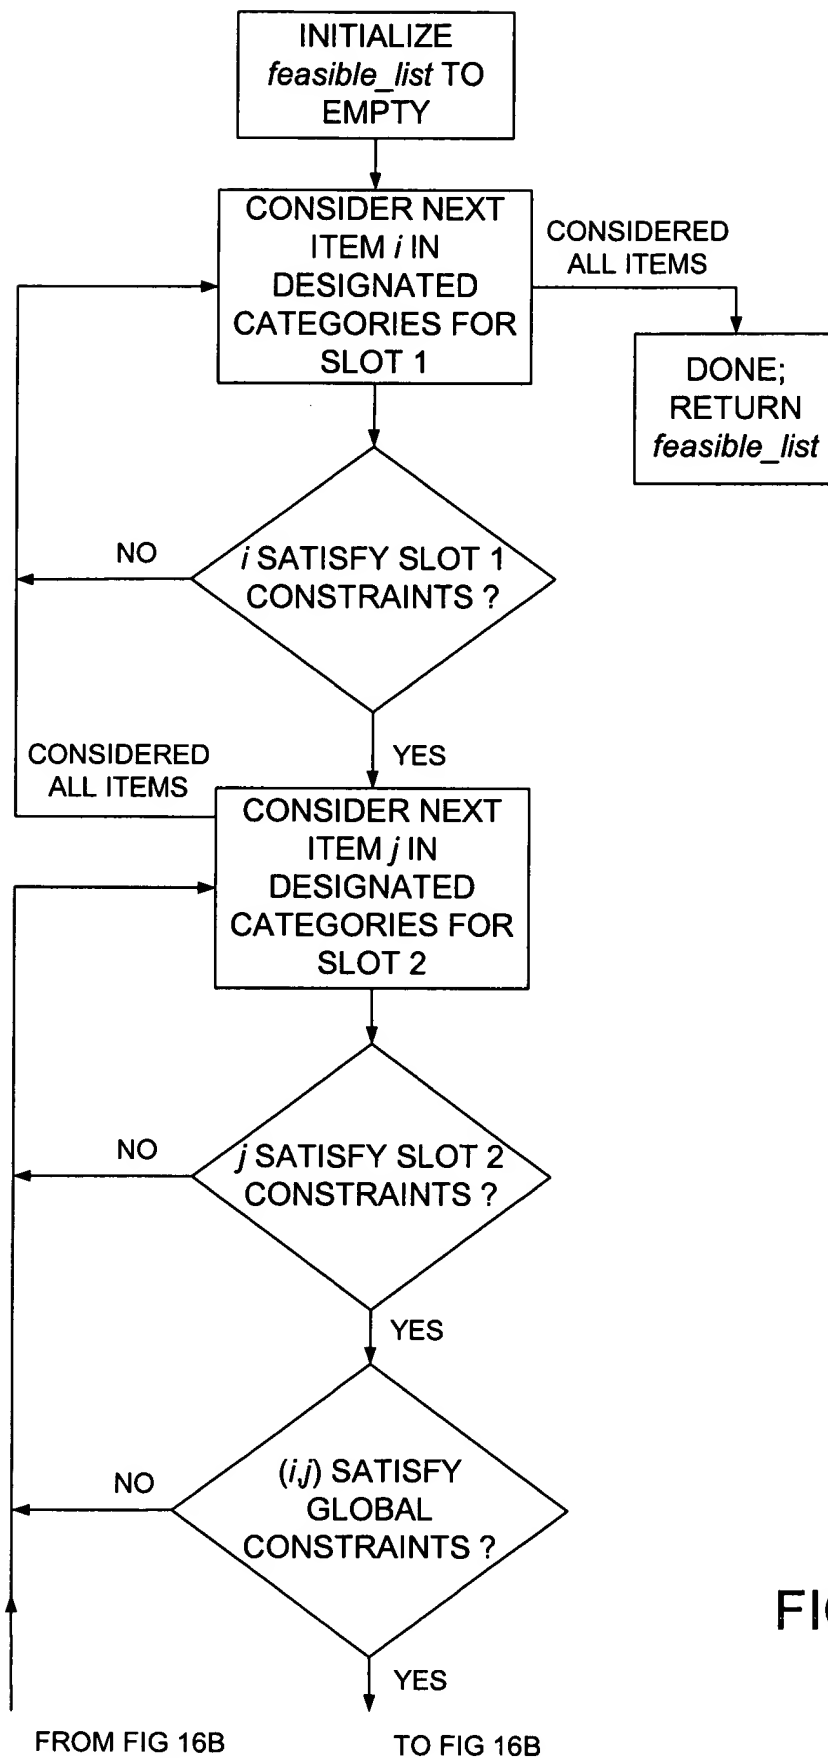 INITIALIZE
feasible_list TO
EMPTY
CONSIDER NEXT
ITEM i IN
DESIGNATED
CATEGORIES FOR
SLOT 1
CONSIDERED
ALL ITEMS
DONE;
RETURN
feasible_list
i SATISFY SLOT 1
CONSTRAINTS ?
NO
YES
CONSIDERED
ALL ITEMS
CONSIDER NEXT
ITEM j IN
DESIGNATED
CATEGORIES FOR
SLOT 2
j SATISFY SLOT 2
CONSTRAINTS ?
NO
YES
(i,j) SATISFY
GLOBAL
CONSTRAINTS ?
NO
YES
FROM FIG 16B
TO FIG 16B